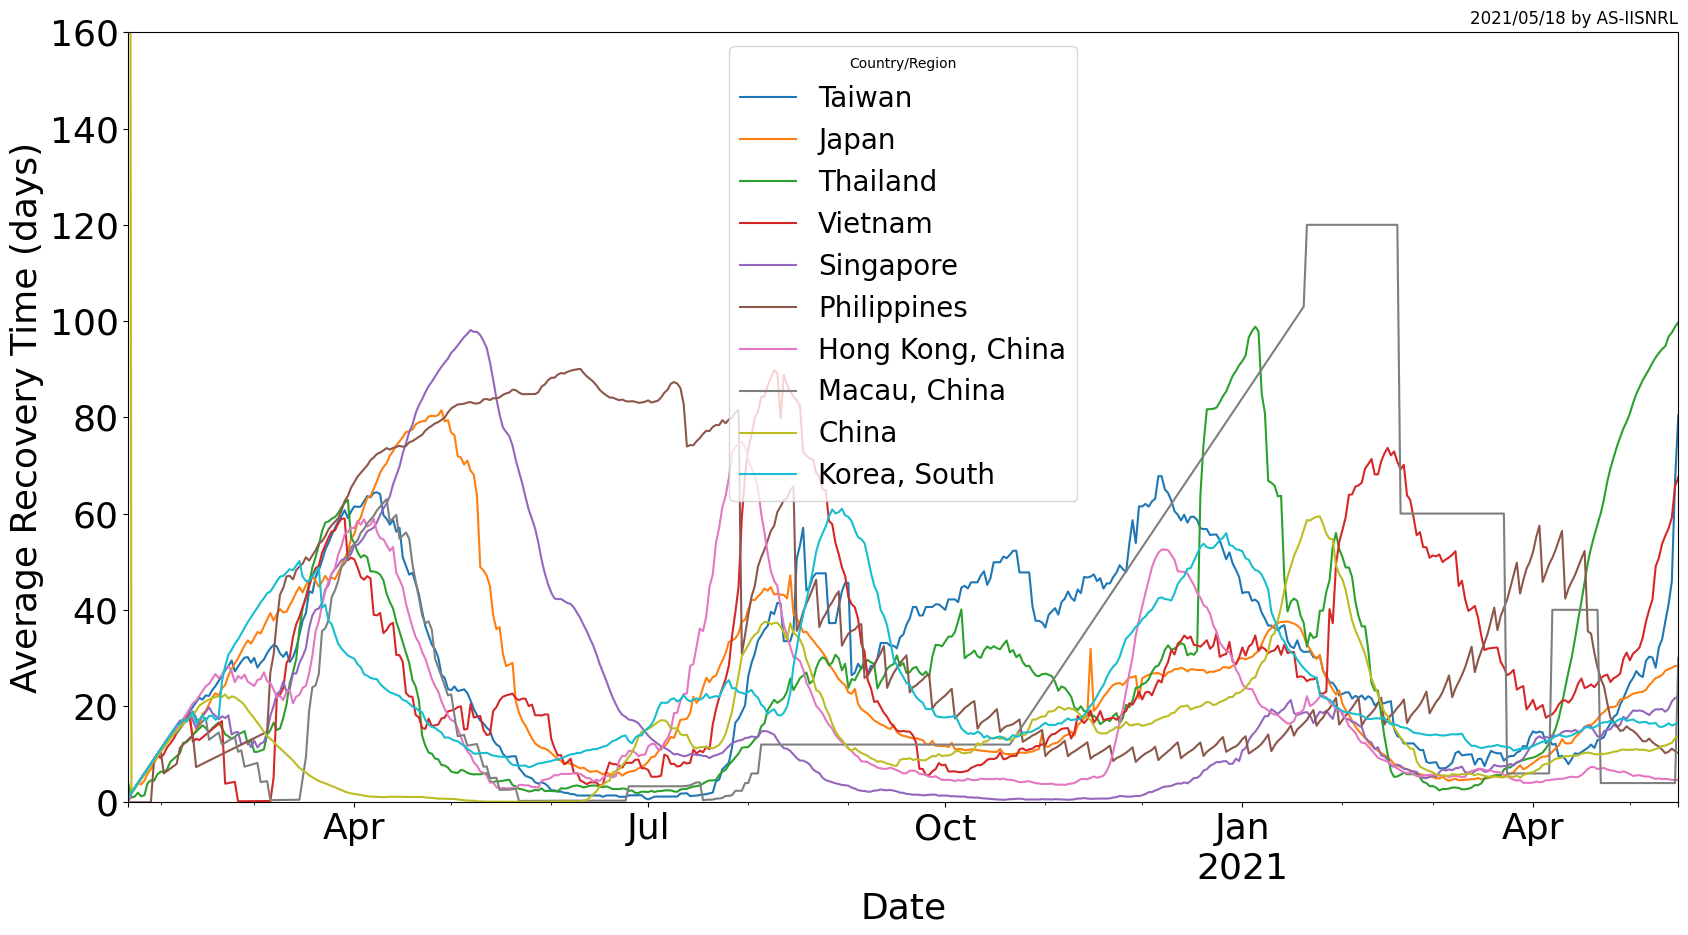 2021/05/18 by AS-IISNRL
Average Recovery Time (days)
160
140
120
100
80
60
40
20
0
Country/Region
Taiwan
Japan
Thailand
Vietnam
Singapore
Philippines
Hong Kong, China
Macau, China
China
Korea, South
Apr Jul Oct Jan Apr
2021
Date